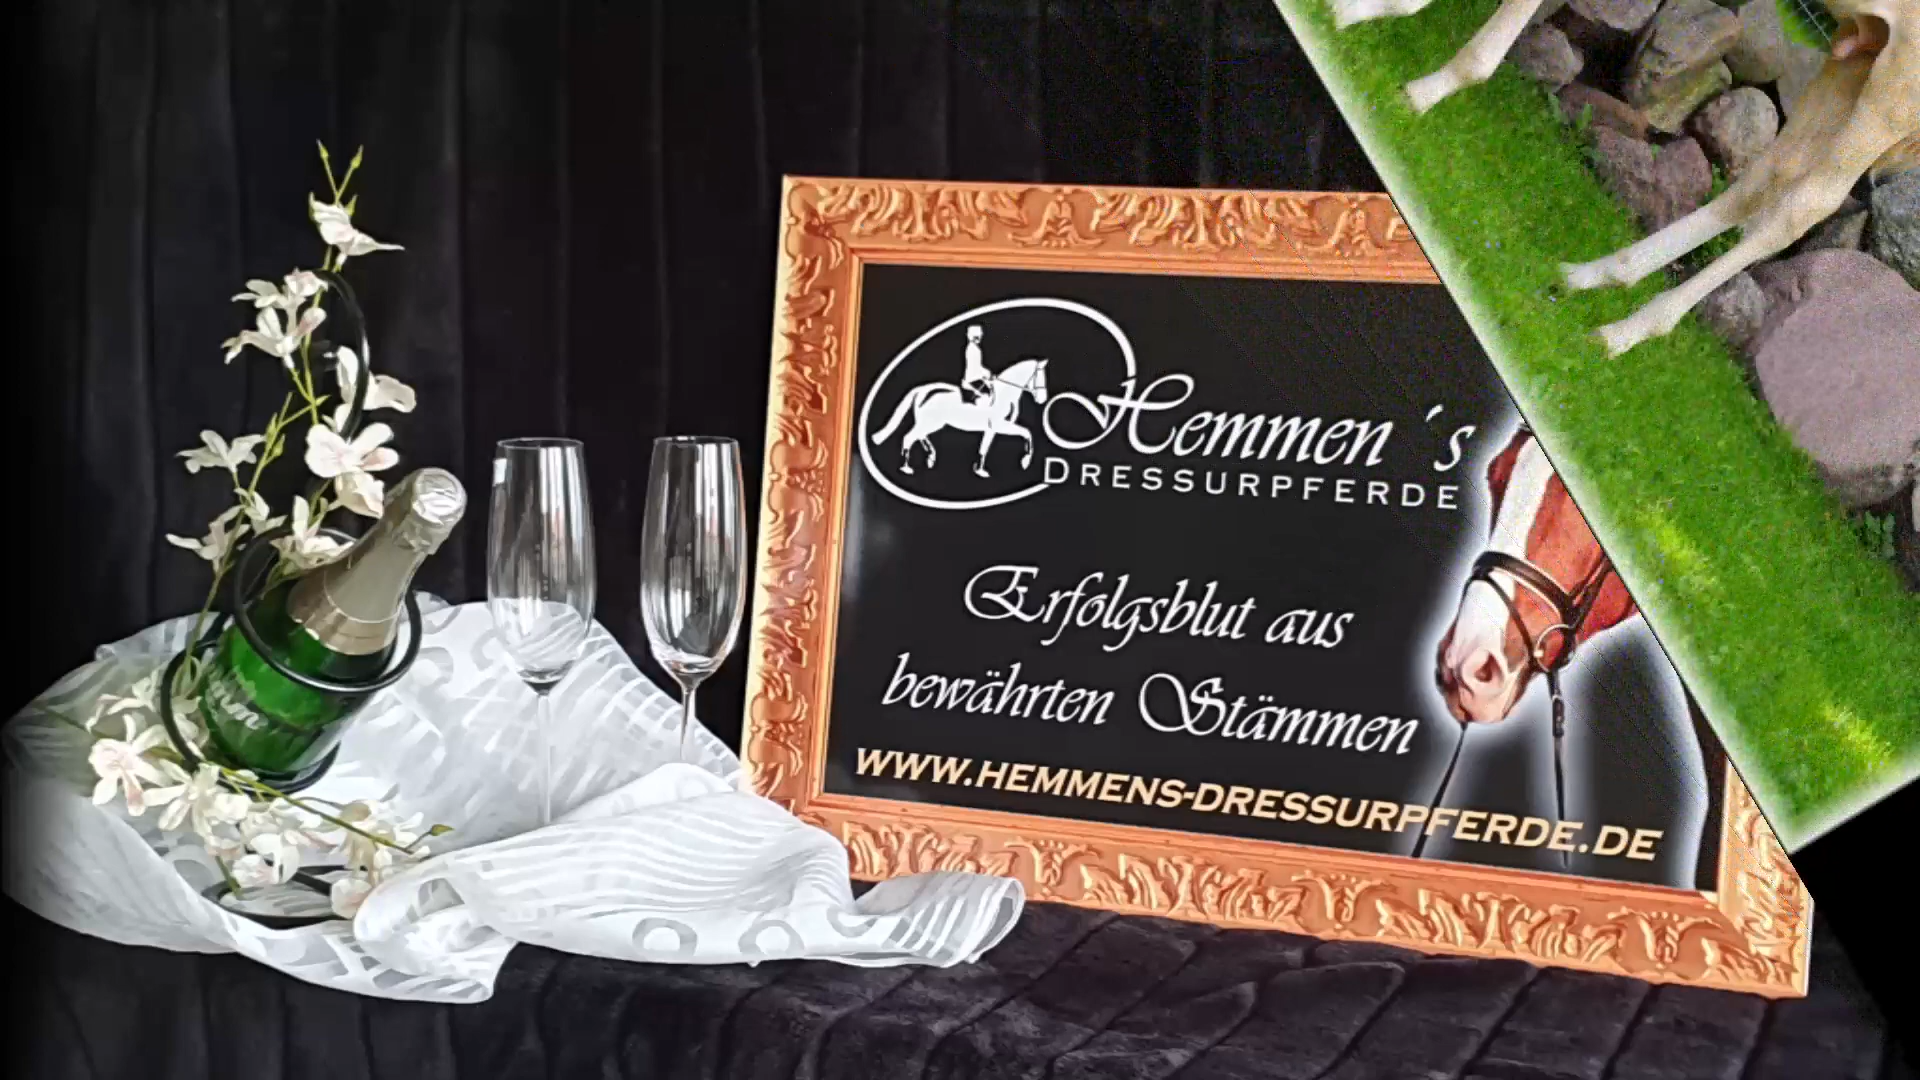 Hemmen´s
DRESSURPFERDE
Erfolgsblut aus
bewährten Stämmen
WWW.HEMMENS-DRESSURPFERDE.DE